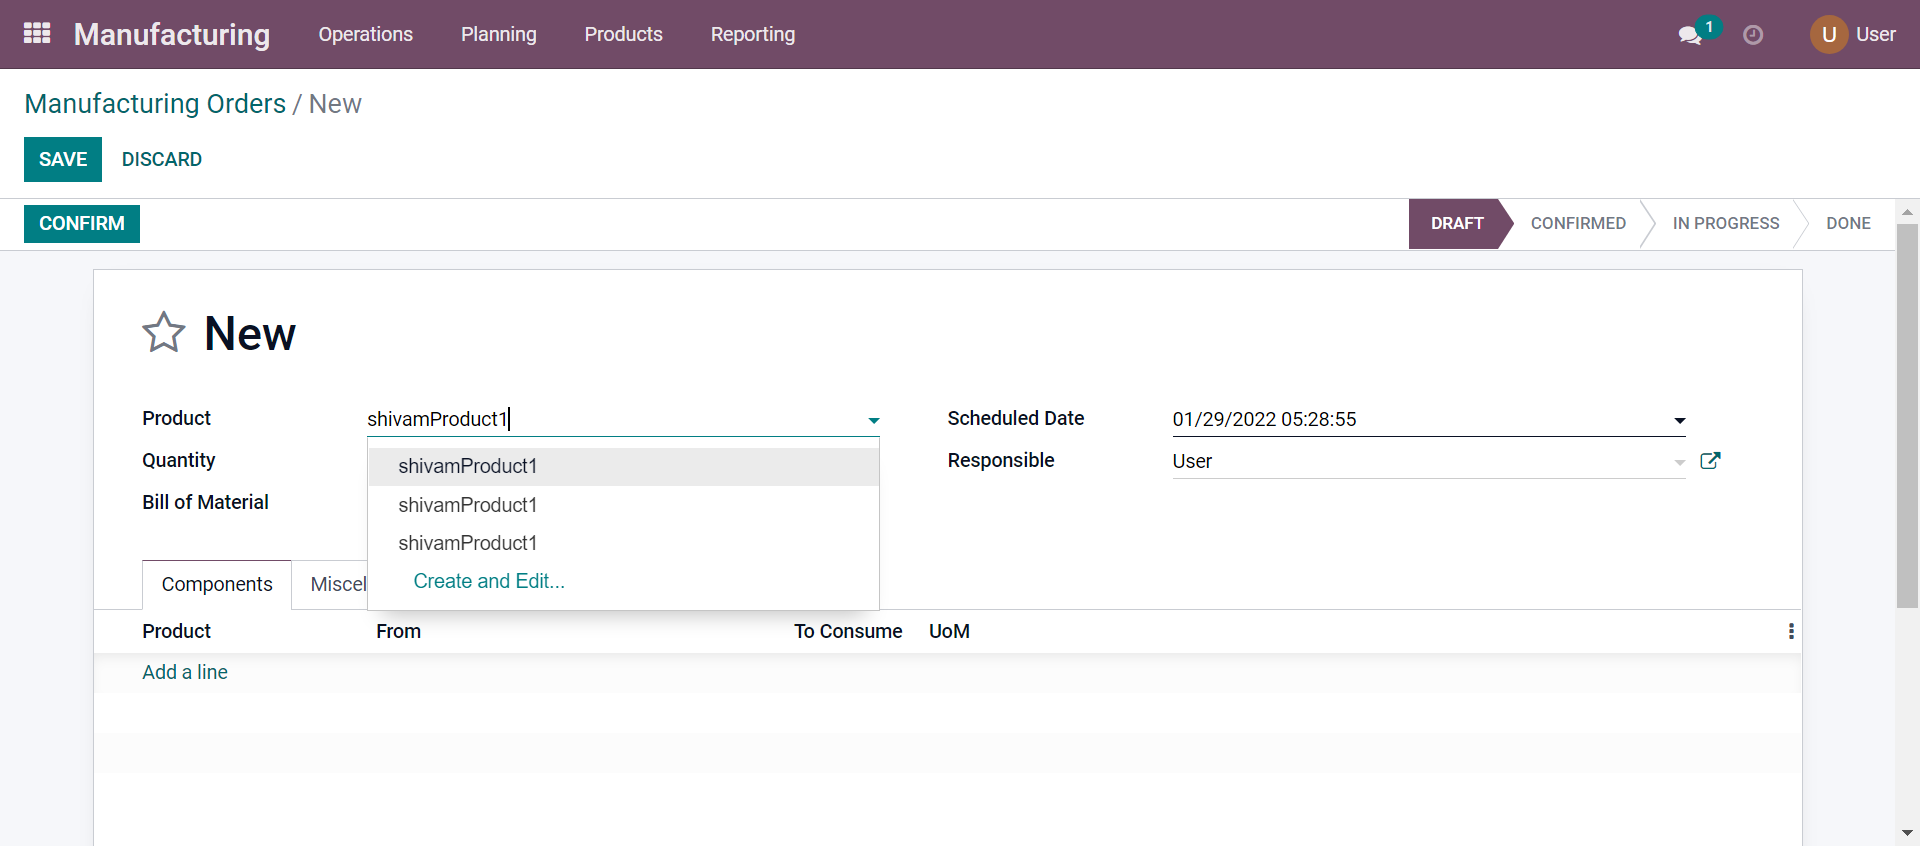 Manufacturing Operations Planning Products Reporting 1 U User
Manufacturing Orders / New
SAVE DISCARD
CONFIRM DRAFT CONFIRMED IN PROGRESS DONE
New
Product shivamProduct1 Scheduled Date 01/29/2022 05:28:55
Quantity Responsible User
shivamProduct1
Bill of Material
shivamProduct1
shivamProduct1
Create and Edit...
Components Miscel
Product From To Consume UoM
Add a line